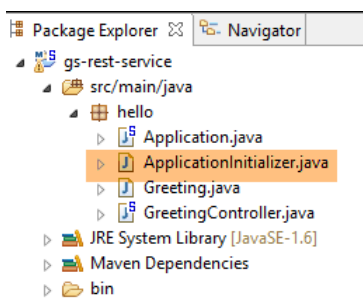 Package Explorer Navigator
gs-rest-service
src/main/java
hello
Application.java
ApplicationInitializer.java
Greeting.java
GreetingController.java
JRE System Library [JavaSE-1.6]
Maven Dependencies
bin